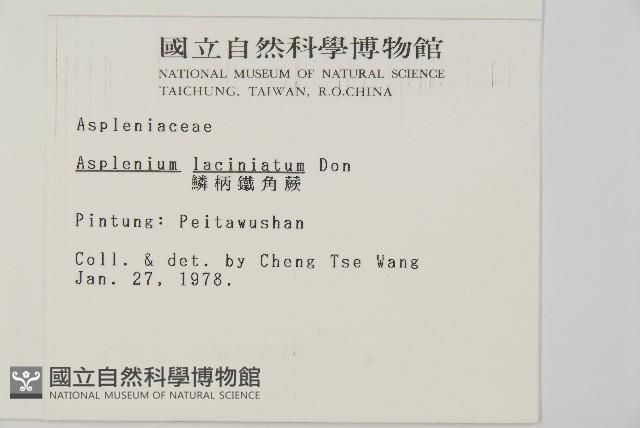 國立自然科學博物館
NATIONAL MUSEUM OF NATURAL SCIENCE
TAICHUNG, TAIWAN, R.O.CHINA
Aspleniaceae
Asplenium laciniatum Don
鱗柄鐵角蕨
Pintung: Peitawushan
Coll. & det. by Cheng Tse Wang
Jan. 27, 1978.
國立自然科學博物館
NATIONAL MUSEUM OF NATURAL SCIENCE